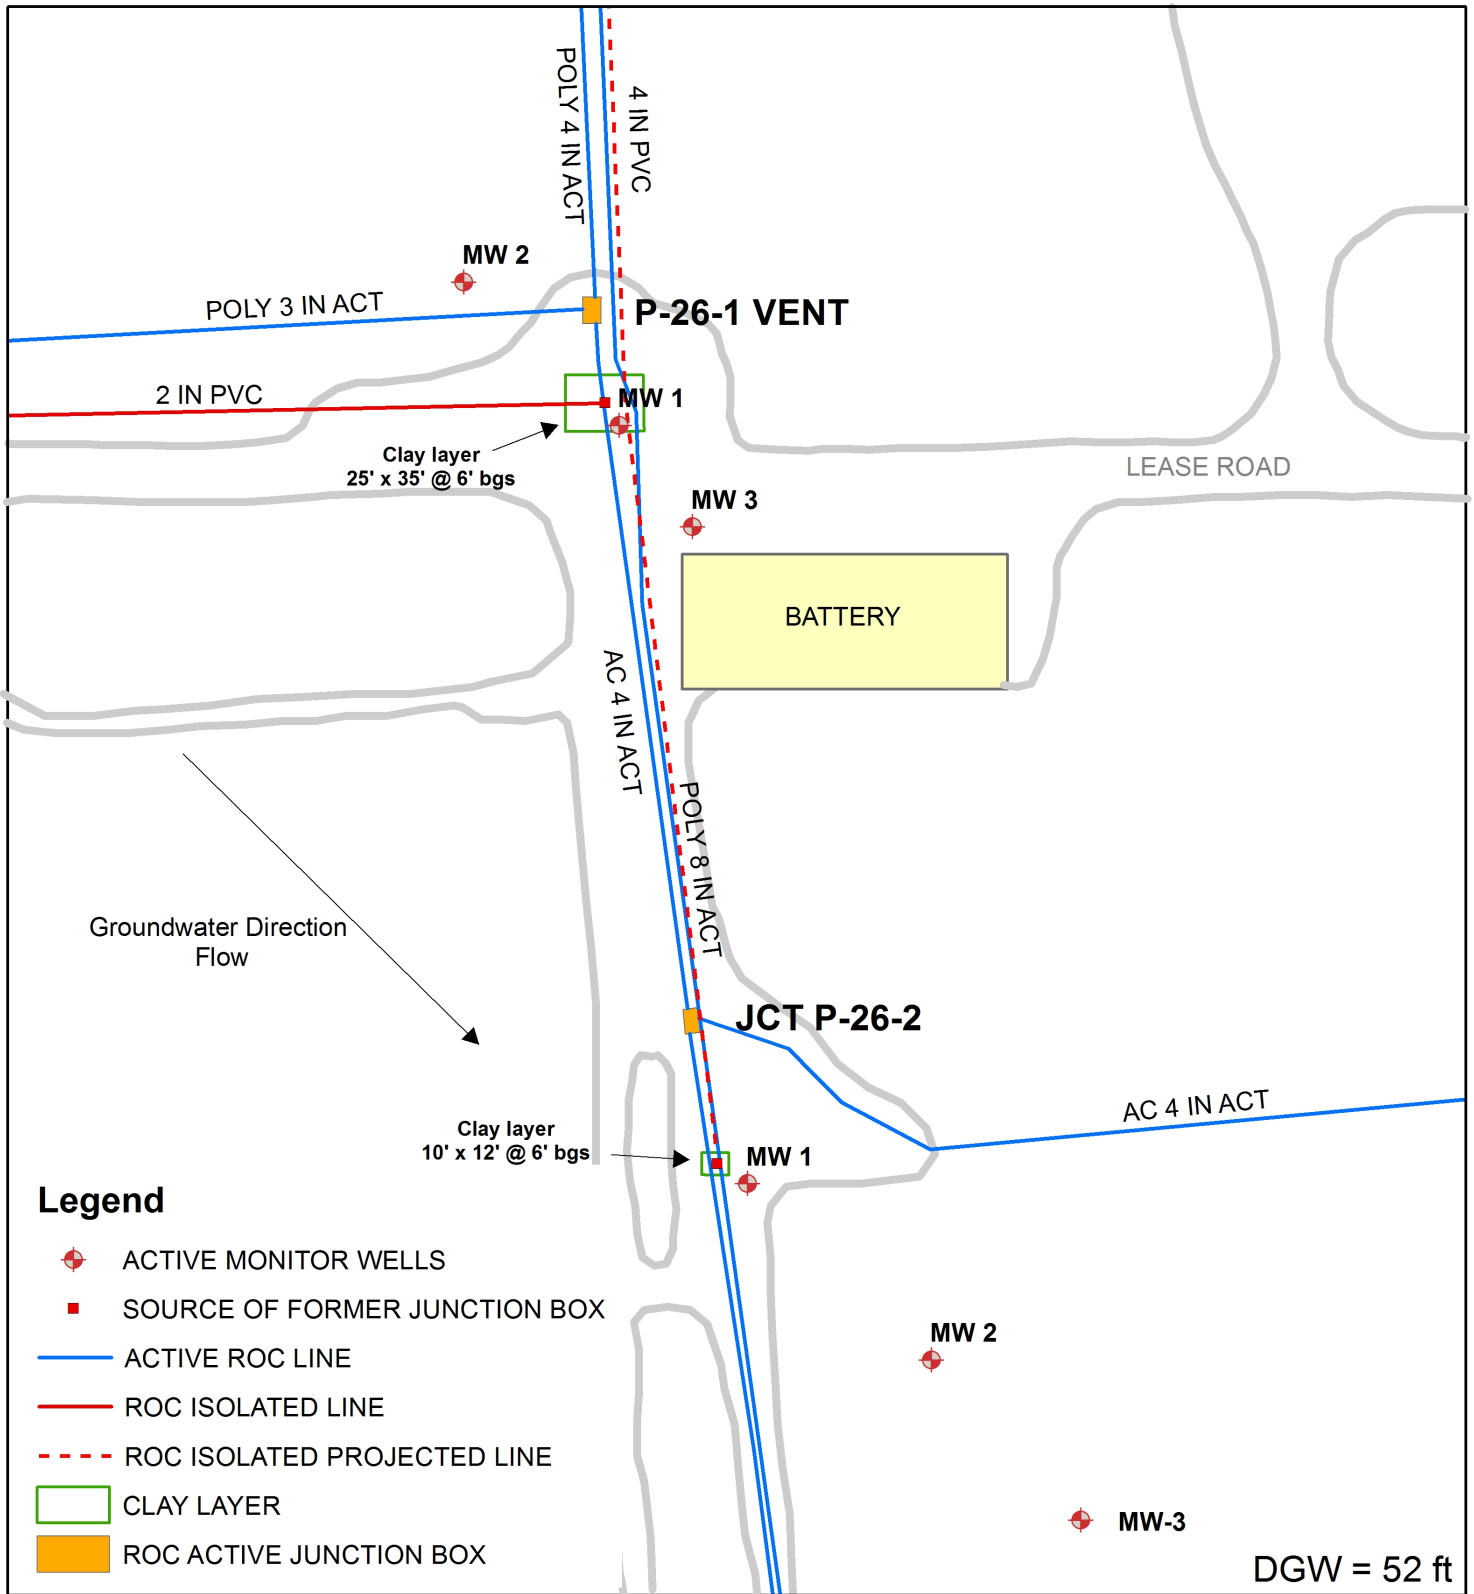 POLY 4 IN ACT
4 IN PVC
MW 2
POLY 3 IN ACT
P-26-1 VENT
2 IN PVC
MW 1
Clay layer
25' x 35' @ 6' bgs
LEASE ROAD
MW 3
BATTERY
AC 4 IN ACT
POLY 8 IN ACT
Groundwater Direction
Flow
JCT P-26-2
AC 4 IN ACT
Clay layer
10' x 12' @ 6' bgs
MW 1
Legend
ACTIVE MONITOR WELLS
SOURCE OF FORMER JUNCTION BOX
ACTIVE ROC LINE
ROC ISOLATED LINE
ROC ISOLATED PROJECTED LINE
CLAY LAYER
ROC ACTIVE JUNCTION BOX
MW 2
MW-3
DGW = 52 ft